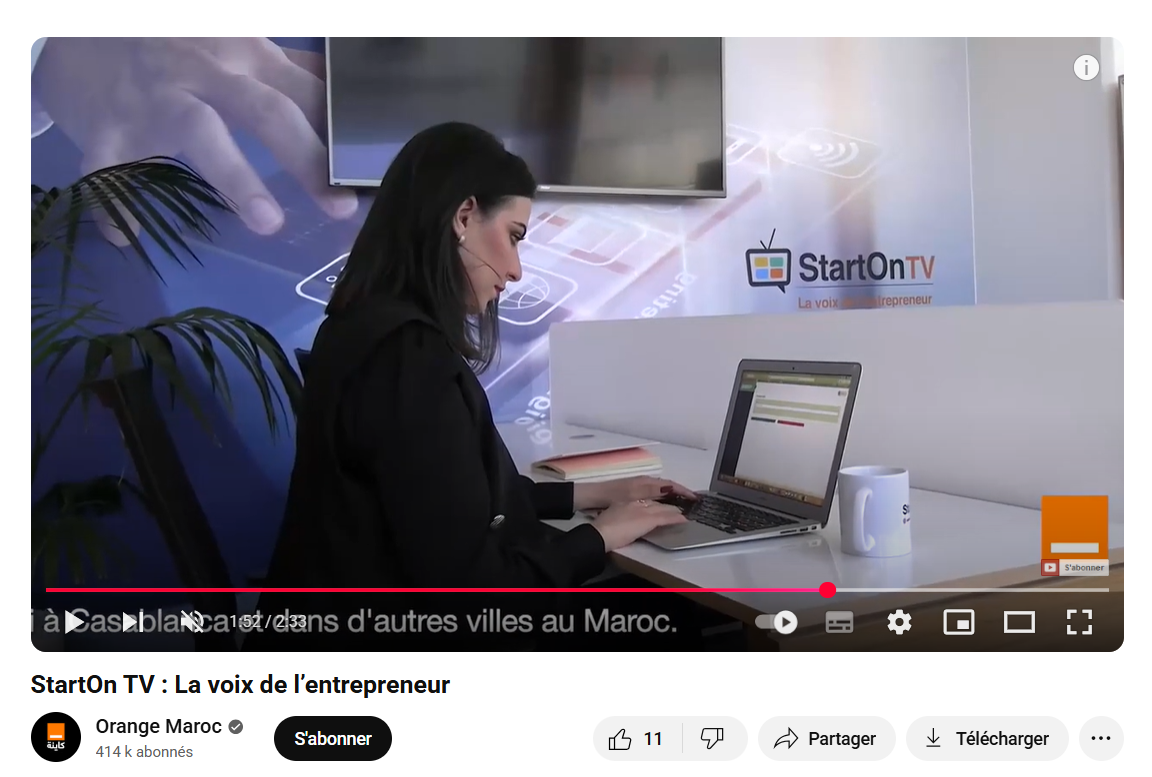 StartOnTV
La voix de l'entrepreneur
S'abonner
i à Casablanca et dans d'autres villes au Maroc.
1:52 / 2:33
StartOn TV : La voix de l’entrepreneur
Orange Maroc
كاينة
414 k abonnés
S'abonner
11
Partager
Télécharger